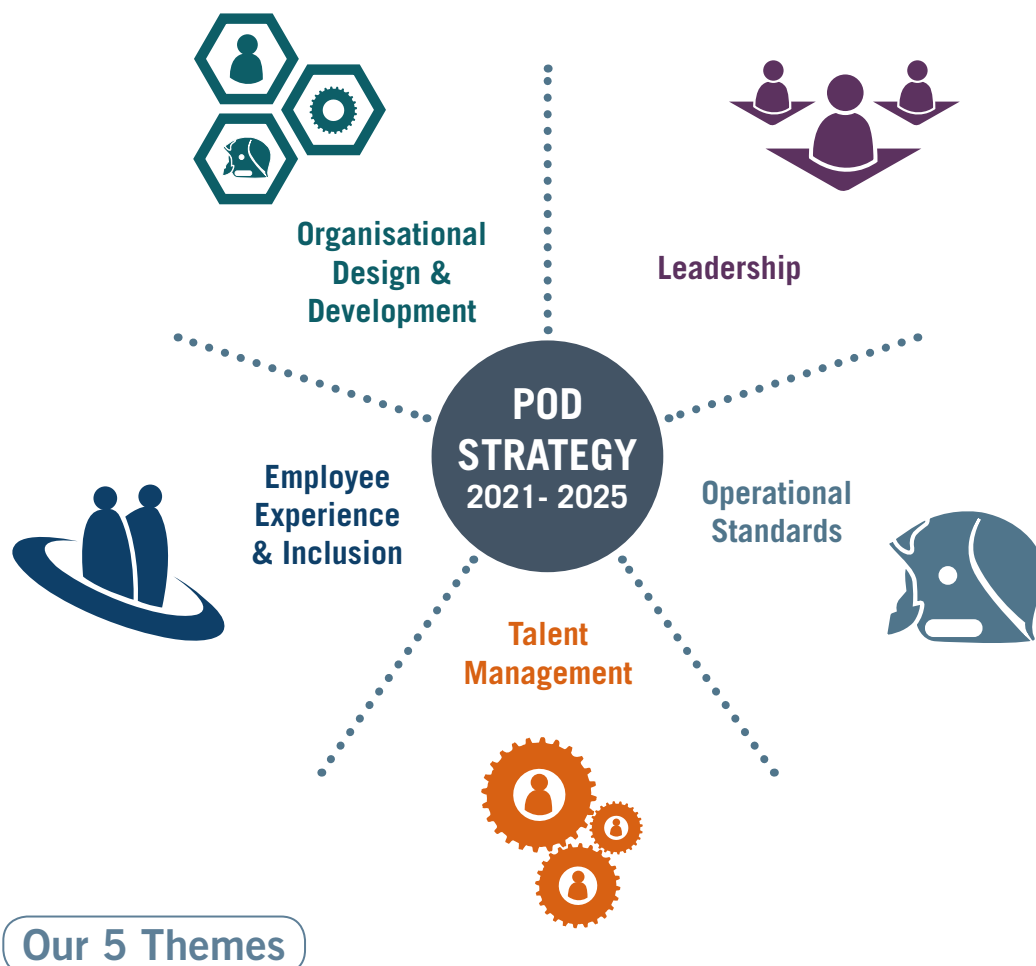 Organisational
Design &
Development
Leadership
POD
STRATEGY
2021- 2025
Employee
Experience
& Inclusion
Operational
Standards
Talent
Management
Our 5 Themes